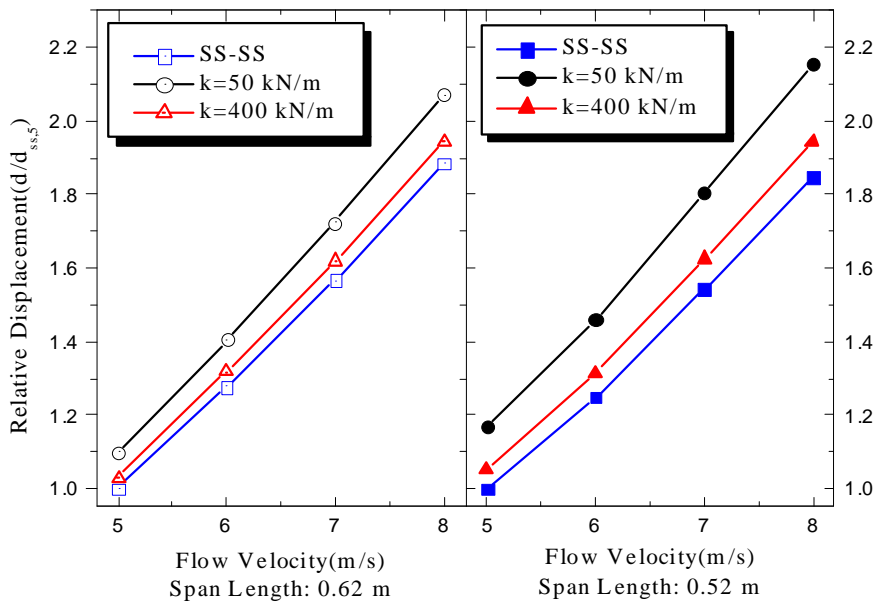 SS-SS
k=50 kN/m
k=400 kN/m
SS-SS
k=50 kN/m
k=400 kN/m
Relative Displacement(d/d_ss,5)
2.2
2.0
1.8
1.6
1.4
1.2
1.0
2.2
2.0
1.8
1.6
1.4
1.2
1.0
5 6 7 8
5 6 7 8
Flow Velocity(m/s)
Span Length: 0.62 m
Flow Velocity(m/s)
Span Length: 0.52 m